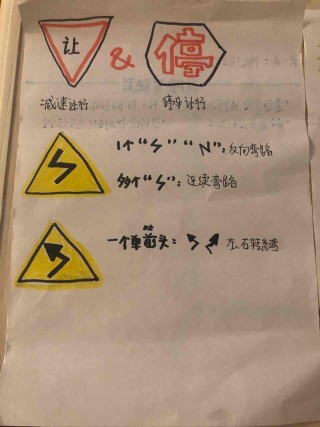 让 & 停
减速让行 停车让行
1个“ϟ” “N”：反向弯路
多个“ϟ”：连续弯路
一个单箭头： 左、右转急弯